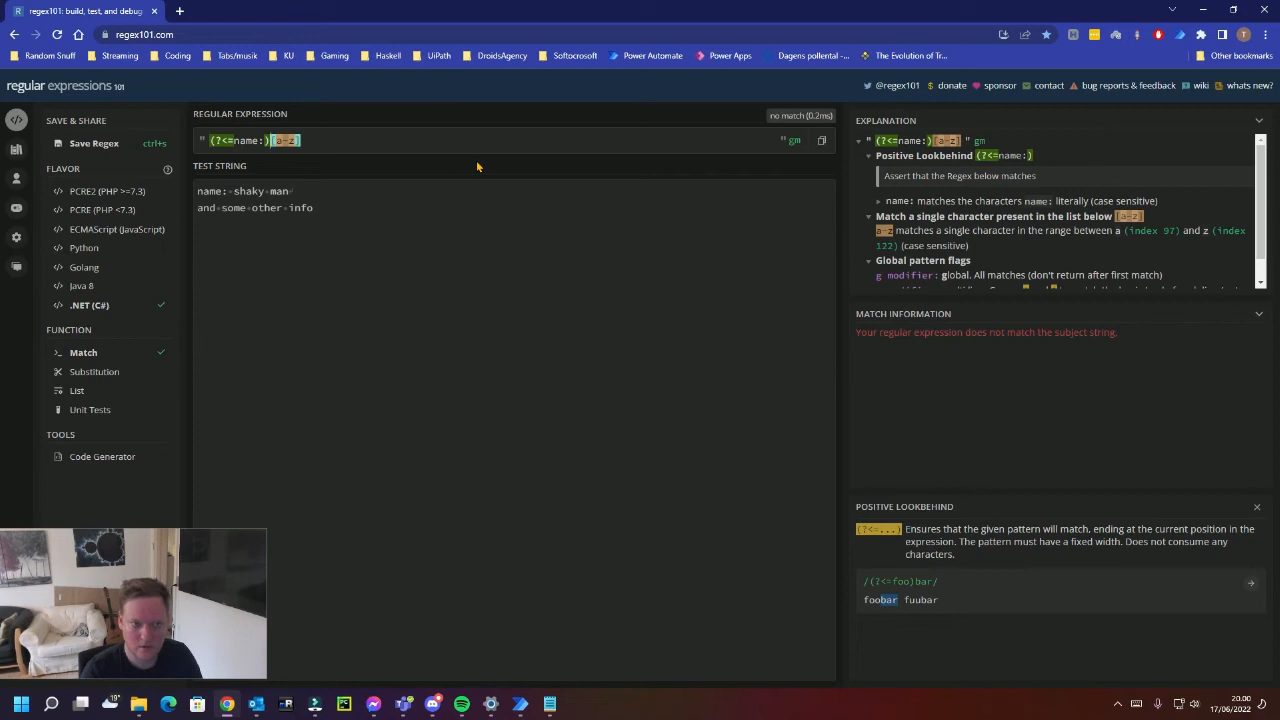 regex101: build, test, and debug
regex101.com
Random Snuff Streaming Coding Tabs/musik KU Gaming Haskell UiPath DroidsAgency Softocrosoft Power Automate Power Apps Dagens pollental -... The Evolution of Tr... Other bookmarks
regular expressions 101
@regex101 $ donate sponsor contact bug reports & feedback wiki whats new?
SAVE & SHARE
Save Regex ctrl+s
FLAVOR
PCRE2 (PHP >=7.3)
PCRE (PHP <7.3)
ECMAScript (JavaScript)
Python
Golang
Java 8
.NET (C#)
FUNCTION
Match
Substitution
List
Unit Tests
TOOLS
Code Generator
REGULAR EXPRESSION
no match (0.2ms)
" (?<=name:)[a-z] " gm
TEST STRING
name:·shaky·man
and·some·other·info
EXPLANATION
" (?<=name:)[a-z] " gm
Positive Lookbehind (?<=name:)
Assert that the Regex below matches
name: matches the characters name: literally (case sensitive)
Match a single character present in the list below [a-z]
a-z matches a single character in the range between a (index 97) and z (index
122) (case sensitive)
Global pattern flags
g modifier: global. All matches (don't return after first match)
MATCH INFORMATION
Your regular expression does not match the subject string.
POSITIVE LOOKBEHIND
(?<=...) Ensures that the given pattern will match, ending at the current position in the
expression. The pattern must have a fixed width. Does not consume any
characters.
/(?<=foo)bar/
foobar fuubar
19°
20.00
17/06/2022